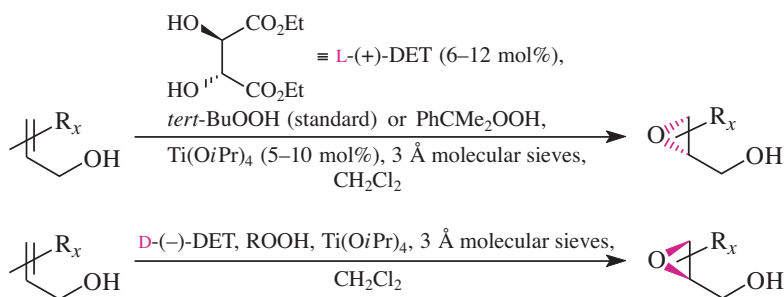 HO CO₂Et
≡ L-(+)-DET (6–12 mol%),
HO CO₂Et
tert-BuOOH (standard) or PhCMe₂OOH,
Rₓ OH
Ti(OiPr)₄ (5–10 mol%), 3 Å molecular sieves,
CH₂Cl₂
O Rₓ OH
D-(–)-DET, ROOH, Ti(OiPr)₄, 3 Å molecular sieves,
Rₓ OH
CH₂Cl₂
O Rₓ OH